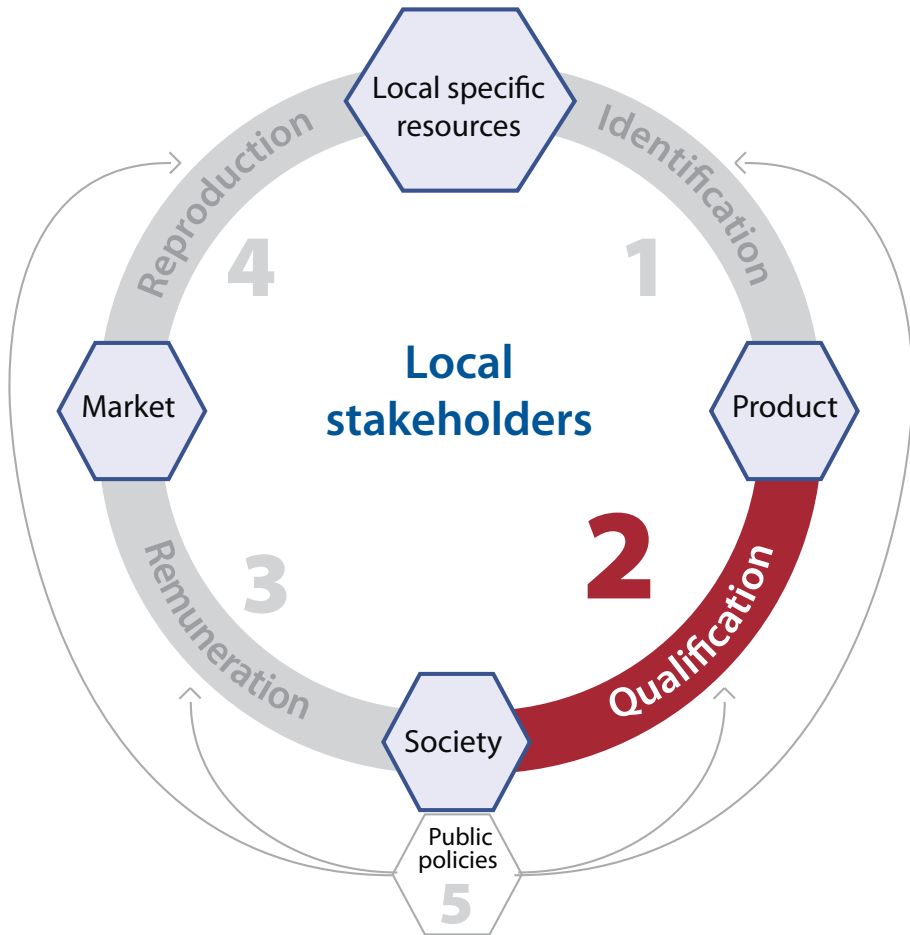 Local specific
resources
Identification
1
Product
Qualification
2
Society
Remuneration
3
Market
Reproduction
4
Local
stakeholders
Public
policies
5